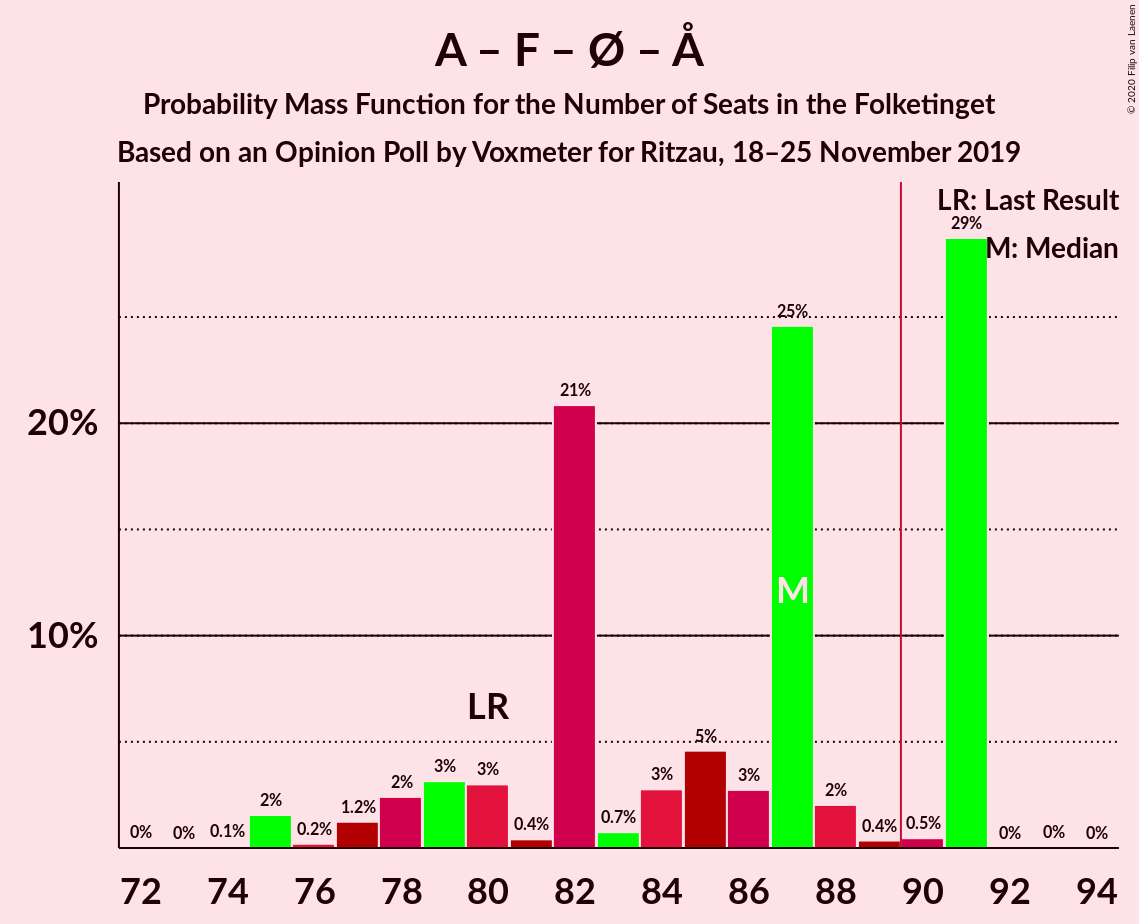 A – F – Ø – Å
Probability Mass Function for the Number of Seats in the Folketinget
Based on an Opinion Poll by Voxmeter for Ritzau, 18–25 November 2019
© 2020 Filip van Laenen
LR: Last Result
M: Median
20%
10%
LR
M
0% 0% 0.1% 2% 0.2% 1.2% 2% 3% 3% 0.4% 21% 0.7% 3% 5% 3% 25% 2% 0.4% 0.5% 29% 0% 0% 0%
72 74 76 78 80 82 84 86 88 90 92 94